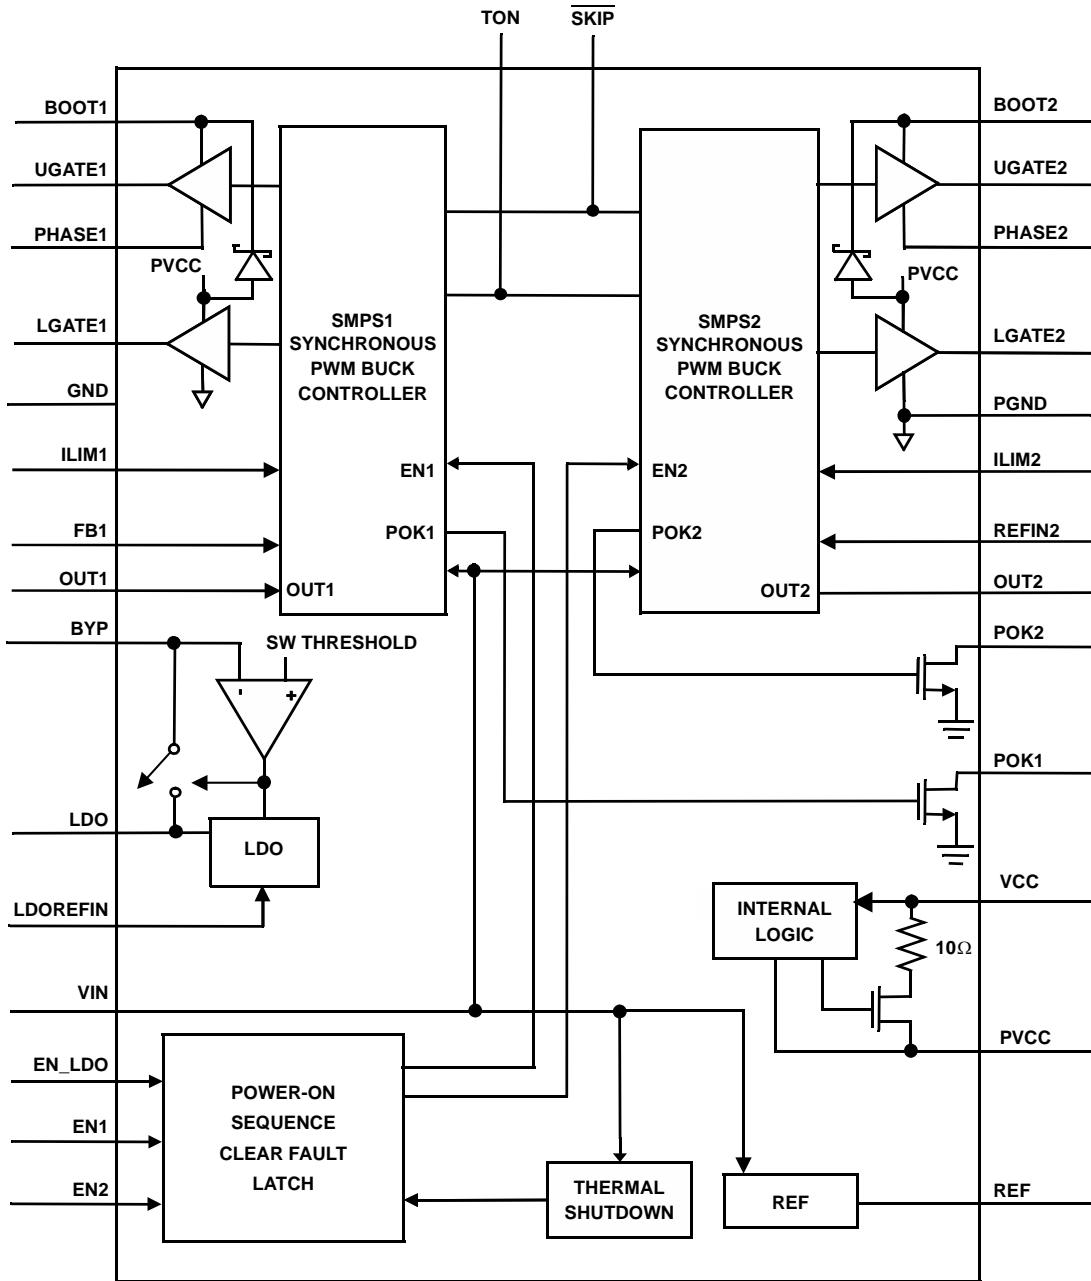 TON
S̅K̅I̅P̅
BOOT1
UGATE1
PHASE1
PVCC
LGATE1
GND
ILIM1
FB1
OUT1
BYP
SMPS1
SYNCHRONOUS
PWM BUCK
CONTROLLER
EN1
POK1
OUT1
SMPS2
SYNCHRONOUS
PWM BUCK
CONTROLLER
EN2
POK2
OUT2
BOOT2
UGATE2
PHASE2
PVCC
LGATE2
PGND
ILIM2
REFIN2
OUT2
POK2
POK1
SW THRESHOLD
-
+
LDO
LDO
LDOREFIN
INTERNAL
LOGIC
VCC
10Ω
PVCC
VIN
EN_LDO
EN1
EN2
POWER-ON
SEQUENCE
CLEAR FAULT
LATCH
THERMAL
SHUTDOWN
REF
REF